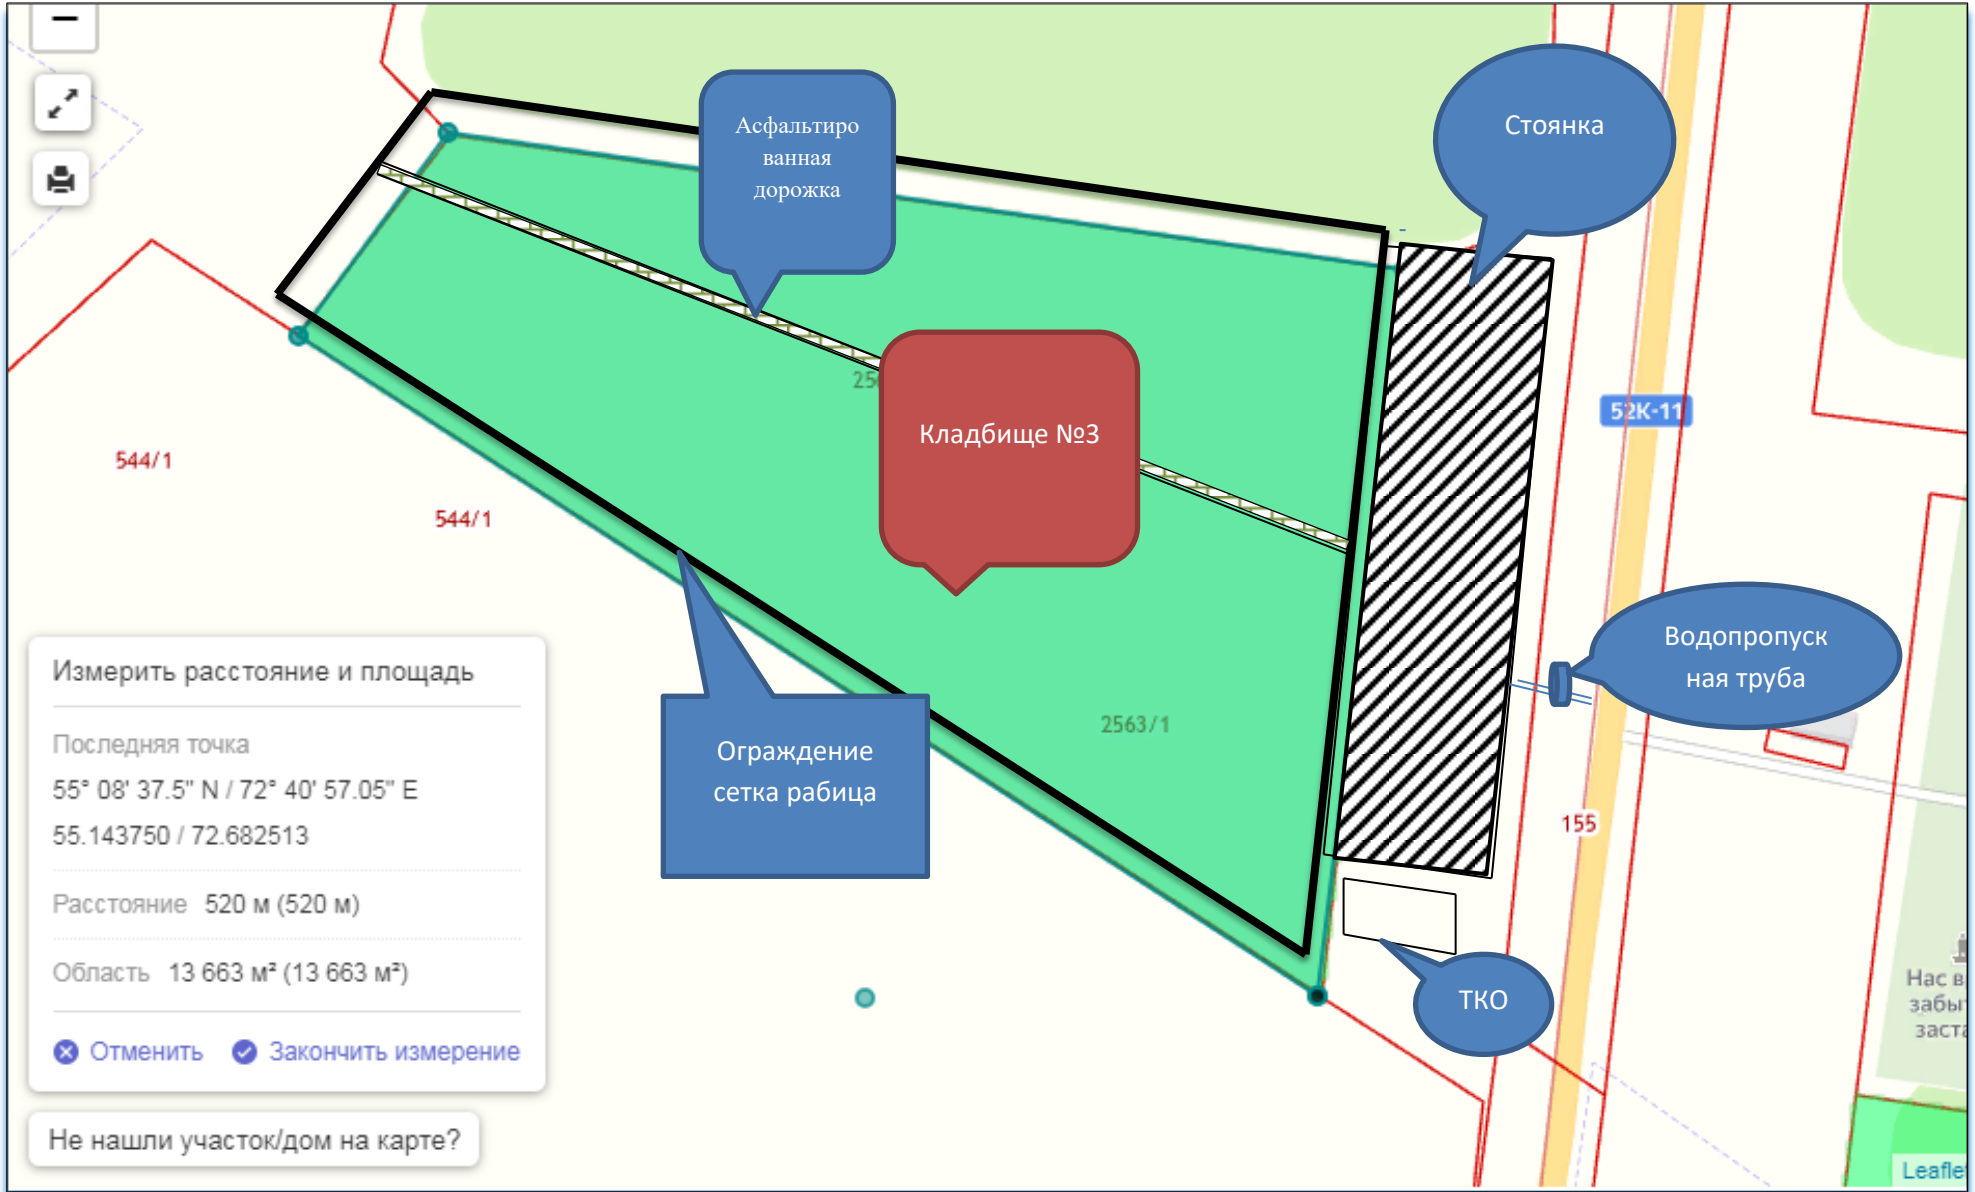 Асфальтиро
ванная
дорожка
Стоянка
Кладбище №3
52К-11
544/1
544/1
Водопропуск
ная труба
2563/1
Ограждение
сетка рабица
155
ТКО
Измерить расстояние и площадь
Последняя точка
55° 08' 37.5" N / 72° 40' 57.05" E
55.143750 / 72.682513
Расстояние 520 м (520 м)
Область 13 663 м² (13 663 м²)
Отменить Закончить измерение
Не нашли участок/дом на карте?
Нас в
забы
заста
Leafle